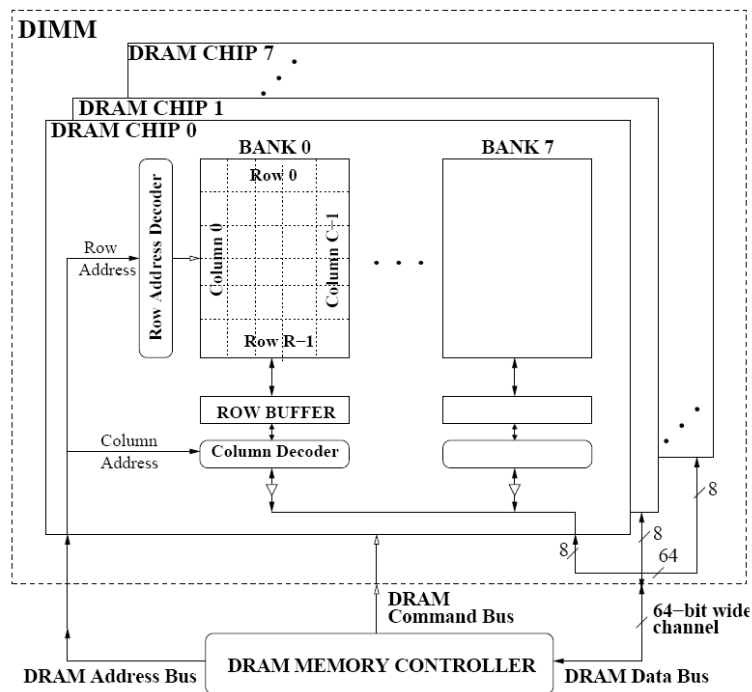 DIMM
DRAM CHIP 7
DRAM CHIP 1
DRAM CHIP 0
BANK 0
BANK 7
Row 0
Row Address Decoder
Column 0
Column C−1
Row
Address
Row R−1
ROW BUFFER
Column
Address
Column Decoder
8
8
8
64
DRAM
Command Bus
64−bit wide
channel
DRAM Address Bus
DRAM MEMORY CONTROLLER
DRAM Data Bus